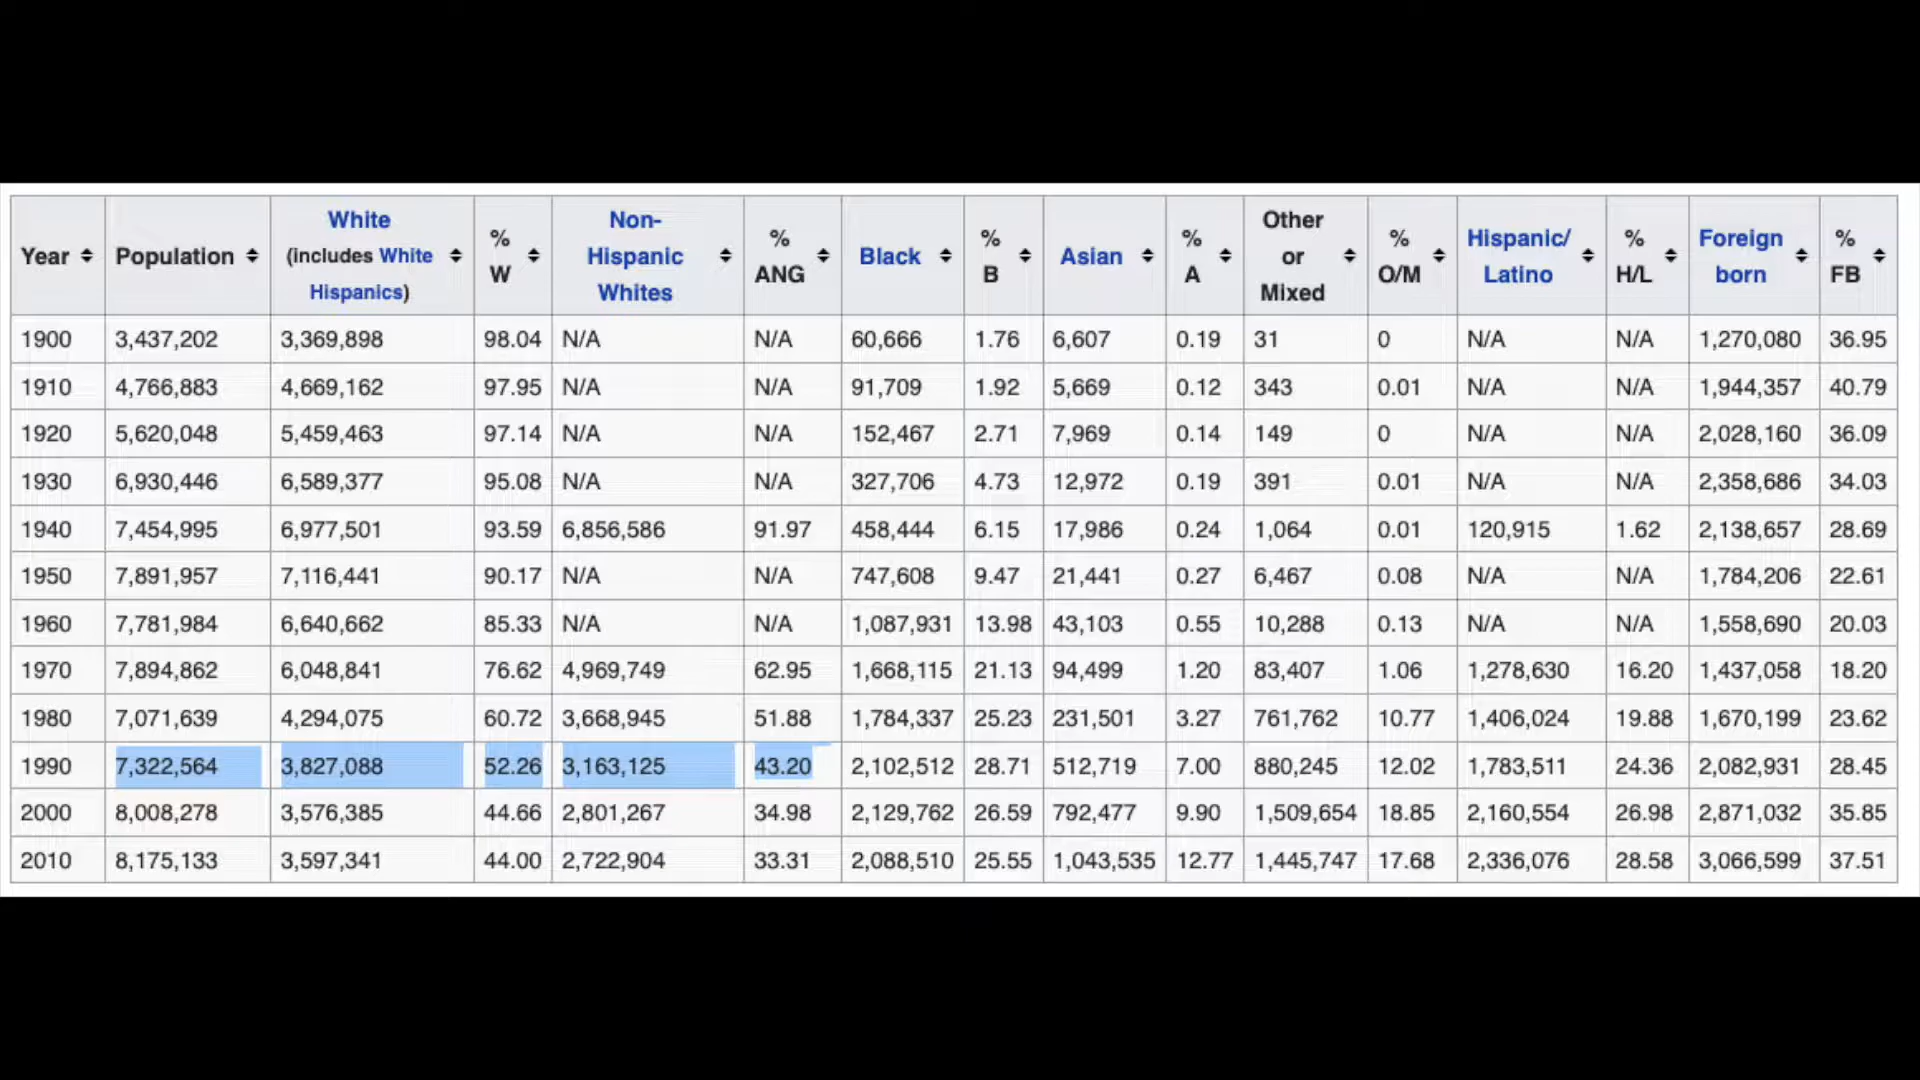 Year Population White (includes White Hispanics) % W Non-Hispanic Whites % ANG Black % B Asian % A Other or Mixed % O/M Hispanic/Latino % H/L Foreign born % FB
1900 3,437,202 3,369,898 98.04 N/A N/A 60,666 1.76 6,607 0.19 31 0 N/A N/A 1,270,080 36.95
1910 4,766,883 4,669,162 97.95 N/A N/A 91,709 1.92 5,669 0.12 343 0.01 N/A N/A 1,944,357 40.79
1920 5,620,048 5,459,463 97.14 N/A N/A 152,467 2.71 7,969 0.14 149 0 N/A N/A 2,028,160 36.09
1930 6,930,446 6,589,377 95.08 N/A N/A 327,706 4.73 12,972 0.19 391 0.01 N/A N/A 2,358,686 34.03
1940 7,454,995 6,977,501 93.59 6,856,586 91.97 458,444 6.15 17,986 0.24 1,064 0.01 120,915 1.62 2,138,657 28.69
1950 7,891,957 7,116,441 90.17 N/A N/A 747,608 9.47 21,441 0.27 6,467 0.08 N/A N/A 1,784,206 22.61
1960 7,781,984 6,640,662 85.33 N/A N/A 1,087,931 13.98 43,103 0.55 10,288 0.13 N/A N/A 1,558,690 20.03
1970 7,894,862 6,048,841 76.62 4,969,749 62.95 1,668,115 21.13 94,499 1.20 83,407 1.06 1,278,630 16.20 1,437,058 18.20
1980 7,071,639 4,294,075 60.72 3,668,945 51.88 1,784,337 25.23 231,501 3.27 761,762 10.77 1,406,024 19.88 1,670,199 23.62
1990 7,322,564 3,827,088 52.26 3,163,125 43.20 2,102,512 28.71 512,719 7.00 880,245 12.02 1,783,511 24.36 2,082,931 28.45
2000 8,008,278 3,576,385 44.66 2,801,267 34.98 2,129,762 26.59 792,477 9.90 1,509,654 18.85 2,160,554 26.98 2,871,032 35.85
2010 8,175,133 3,597,341 44.00 2,722,904 33.31 2,088,510 25.55 1,043,535 12.77 1,445,747 17.68 2,336,076 28.58 3,066,599 37.51